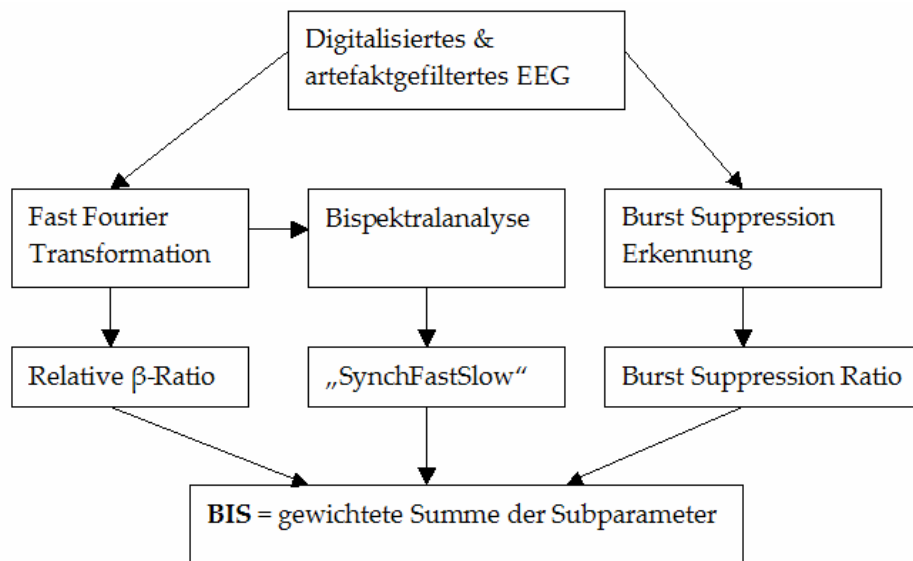 Digitalisiertes &
artefaktgefiltertes EEG
Fast Fourier
Transformation
Bispektralanalyse
Burst Suppression
Erkennung
Relative β-Ratio
„SynchFastSlow“
Burst Suppression Ratio
BIS = gewichtete Summe der Subparameter